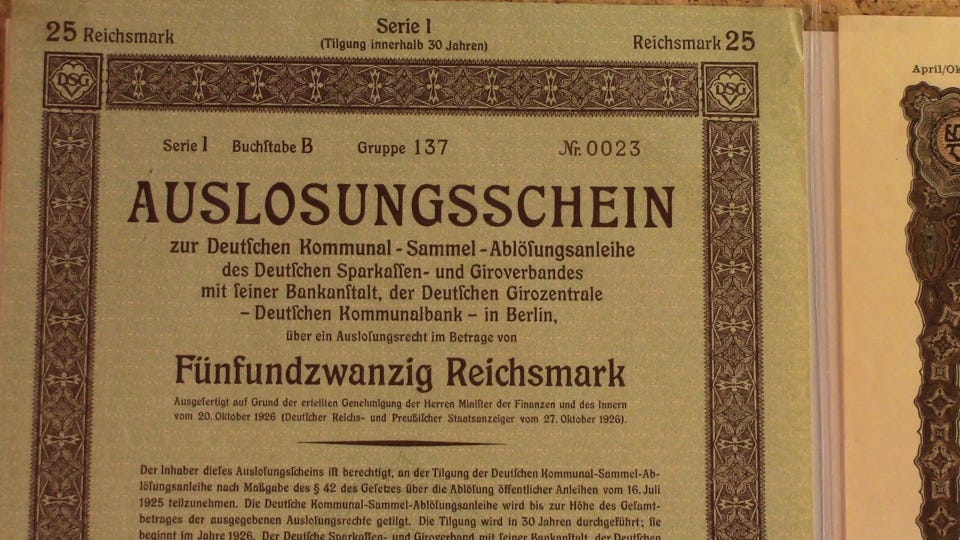 25 Reichsmark
Serie I
(Tilgung innerhalb 30 Jahren)
Reichsmark 25
DSG
DSG
Serie I Buchſtabe B Gruppe 137 Nr. 0023
AUSLOSUNGSSCHEIN
zur Deutſchen Kommunal-Sammel-Ablöſungsanleihe
des Deutſchen Sparkaſſen- und Giroverbandes
mit ſeiner Bankanſtalt, der Deutſchen Girozentrale
– Deutſchen Kommunalbank – in Berlin,
über ein Ausloſungsrecht im Betrage von
Fünfundzwanzig Reichsmark
Ausgefertigt auf Grund der erteilten Genehmigung der Herren Miniſter der Finanzen und des Innern
vom 20. Oktober 1926 (Deutſcher Reichs- und Preußiſcher Staatsanzeiger vom 27. Oktober 1926).
Der Inhaber dieſes Ausloſungsſcheins iſt berechtigt, an der Tilgung der Deutſchen Kommunal-Sammel-Ab-
löſungsanleihe nach Maßgabe des § 42 des Geſetzes über die Ablöſung öffentlicher Anleihen vom 16. Juli
1925 teilzunehmen. Die Deutſche Kommunal-Sammel-Ablöſungsanleihe wird bis zur Höhe des Geſamt-
betrages der ausgegebenen Ausloſungsrechte getilgt. Die Tilgung wird in 30 Jahren durchgeführt; ſie
beginnt im Jahre 1926. Der Deutſche Sparkaſſen- und Giroverband mit ſeiner Bankanſtalt, der Deutſchen
April/Ok